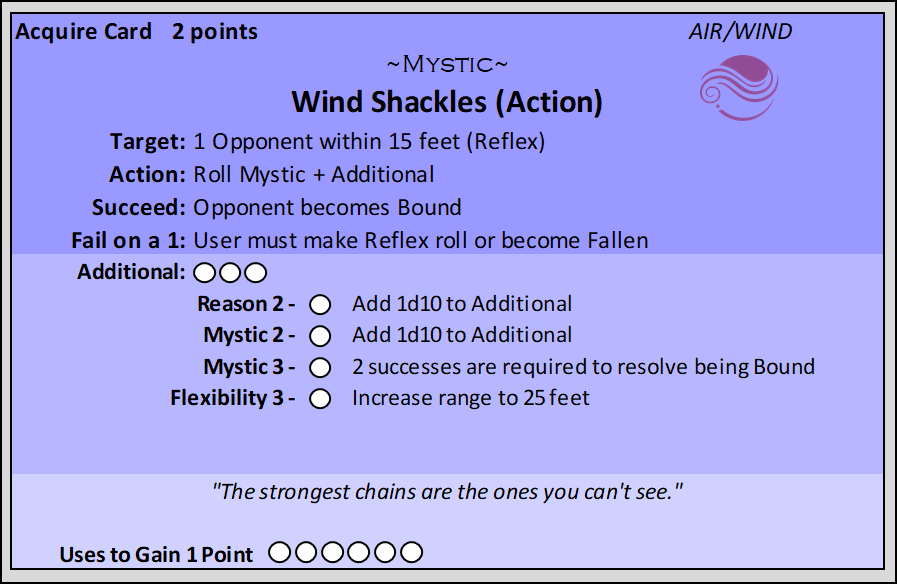 Acquire Card 2 points AIR/WIND
~Mystic~
Wind Shackles (Action)
Target: 1 Opponent within 15 feet (Reflex)
Action: Roll Mystic + Additional
Succeed: Opponent becomes Bound
Fail on a 1: User must make Reflex roll or become Fallen
Additional:
Reason 2 - Add 1d10 to Additional
Mystic 2 - Add 1d10 to Additional
Mystic 3 - 2 successes are required to resolve being Bound
Flexibility 3 - Increase range to 25 feet
"The strongest chains are the ones you can't see."
Uses to Gain 1 Point